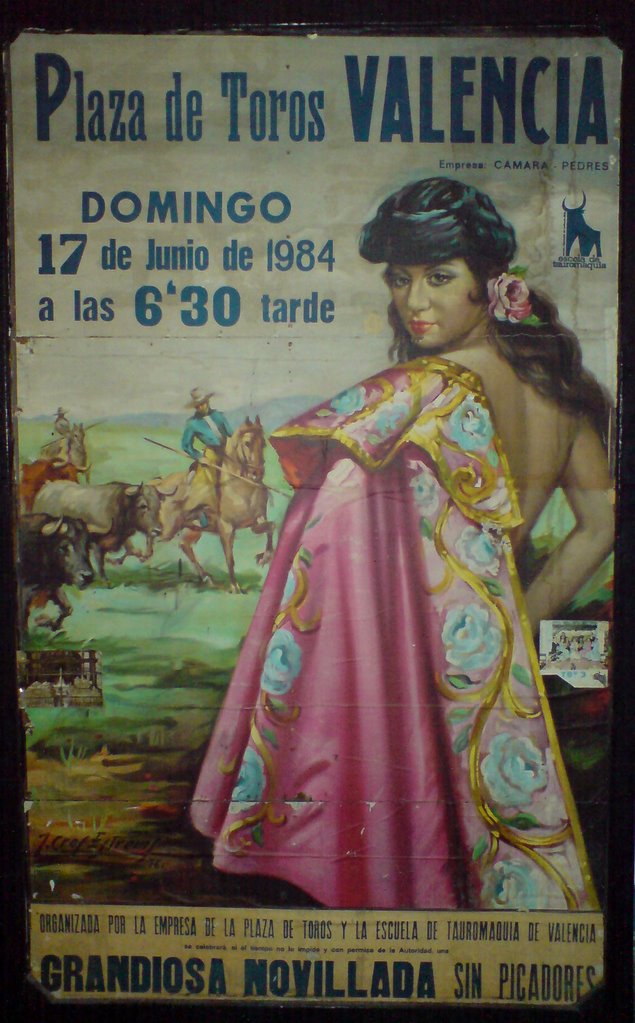 Plaza de Toros VALENCIA
Empresa: CAMARA - PEDRES
DOMINGO
17 de Junio de 1984
a las 6'30 tarde
escuela de
tauromaquia
J. Cros Estrems
ORGANIZADA POR LA EMPRESA DE LA PLAZA DE TOROS Y LA ESCUELA DE TAUROMAQUIA DE VALENCIA
se celebrará, si el tiempo no lo impide y con permiso de la Autoridad, una
GRANDIOSA NOVILLADA SIN PICADORES